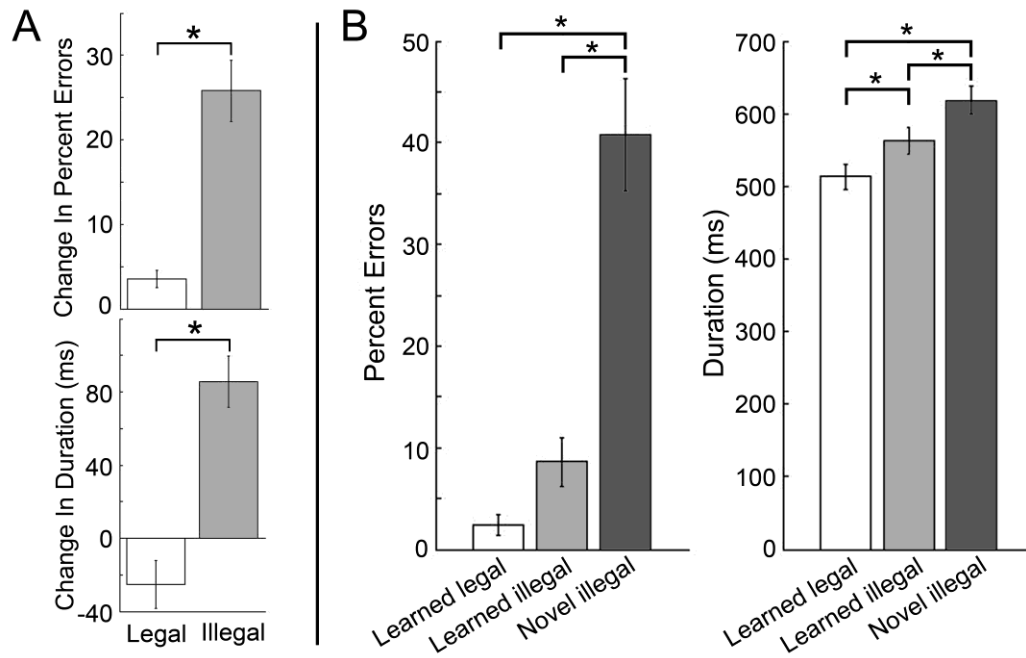 A
Change In Percent Errors
30
20
10
0
*
Change In Duration (ms)
80
40
0
-40
*
Legal
Illegal
B
Percent Errors
50
40
30
20
10
0
*
*
Learned legal
Learned illegal
Novel illegal
Duration (ms)
700
600
500
400
300
200
100
0
*
*
*
Learned legal
Learned illegal
Novel illegal